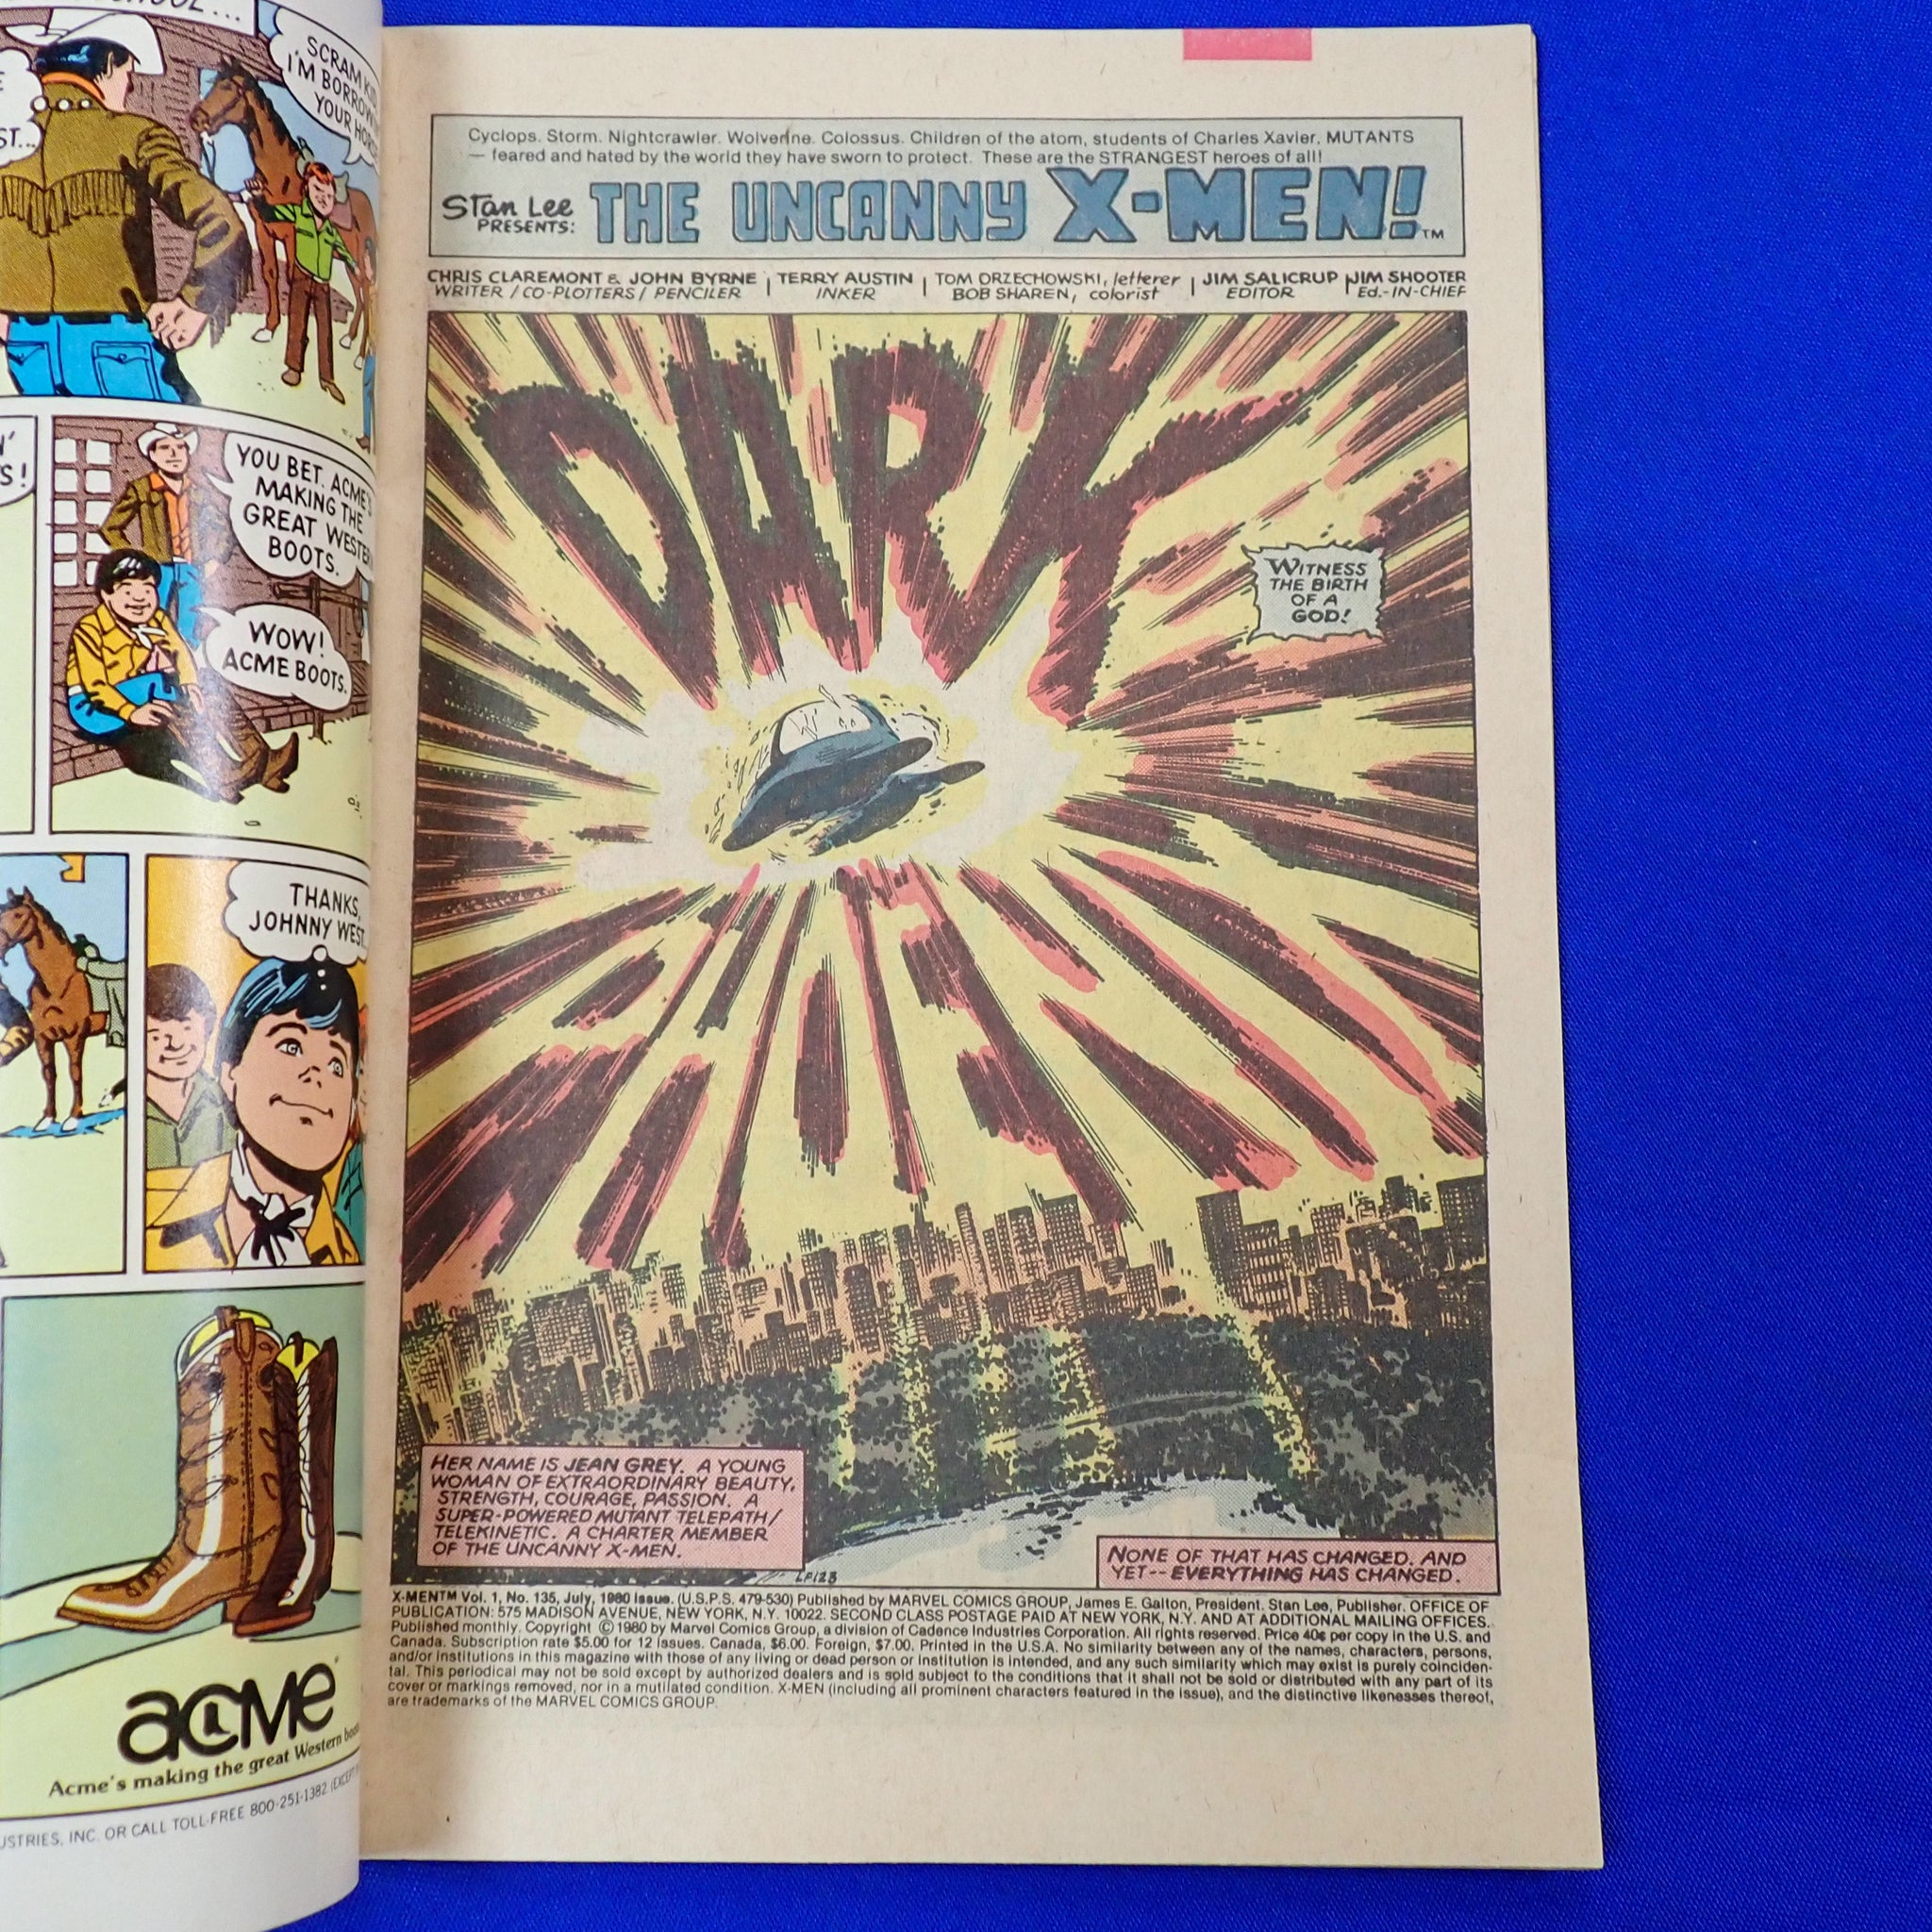 SCHOOL...
SCRAM KID
I'M BORROWIN'
YOUR HORSE
ST...
S!
YOU BET. ACME'S
MAKING THE
GREAT WESTERN
BOOTS.
WOW!
ACME BOOTS.
THANKS,
JOHNNY WEST
acme
Acme's making the great Western boots
USTRIES, INC. OR CALL TOLL-FREE 800-251-1382 (EXCEPT
Cyclops. Storm. Nightcrawler. Wolverine. Colossus. Children of the atom, students of Charles Xavier, MUTANTS
— feared and hated by the world they have sworn to protect. These are the STRANGEST heroes of all!
Stan Lee
PRESENTS:
THE UNCANNY X-MEN!™
CHRIS CLAREMONT & JOHN BYRNE | TERRY AUSTIN | TOM ORZECHOWSKI, letterer | JIM SALICRUP | JIM SHOOTER
WRITER / CO-PLOTTERS / PENCILER INKER BOB SHAREN, colorist EDITOR Ed.-IN-CHIEF
DARK
WITNESS
THE BIRTH
OF A
GOD!
PHOENIX
HER NAME IS JEAN GREY. A YOUNG
WOMAN OF EXTRAORDINARY BEAUTY,
STRENGTH, COURAGE, PASSION. A
SUPER-POWERED MUTANT TELEPATH/
TELEKINETIC. A CHARTER MEMBER
OF THE UNCANNY X-MEN.
NONE OF THAT HAS CHANGED. AND
YET--EVERYTHING HAS CHANGED.
LF123
X-MEN™ Vol. 1, No. 135, July, 1980 Issue. (U.S.P.S. 479-530) Published by MARVEL COMICS GROUP, James E. Galton, President. Stan Lee, Publisher. OFFICE OF
PUBLICATION: 575 MADISON AVENUE, NEW YORK, N.Y. 10022. SECOND CLASS POSTAGE PAID AT NEW YORK, N.Y. AND AT ADDITIONAL MAILING OFFICES.
Published monthly. Copyright © 1980 by Marvel Comics Group, a division of Cadence Industries Corporation. All rights reserved. Price 40¢ per copy in the U.S. and
Canada. Subscription rate $5.00 for 12 issues. Canada, $6.00. Foreign, $7.00. Printed in the U.S.A. No similarity between any of the names, characters, persons,
and/or institutions in this magazine with those of any living or dead person or institution is intended, and any such similarity which may exist is purely coinciden-
tal. This periodical may not be sold except by authorized dealers and is sold subject to the conditions that it shall not be sold or distributed with any part of its
cover or markings removed, nor in a mutilated condition. X-MEN (including all prominent characters featured in the issue), and the distinctive likenesses thereof,
are trademarks of the MARVEL COMICS GROUP.